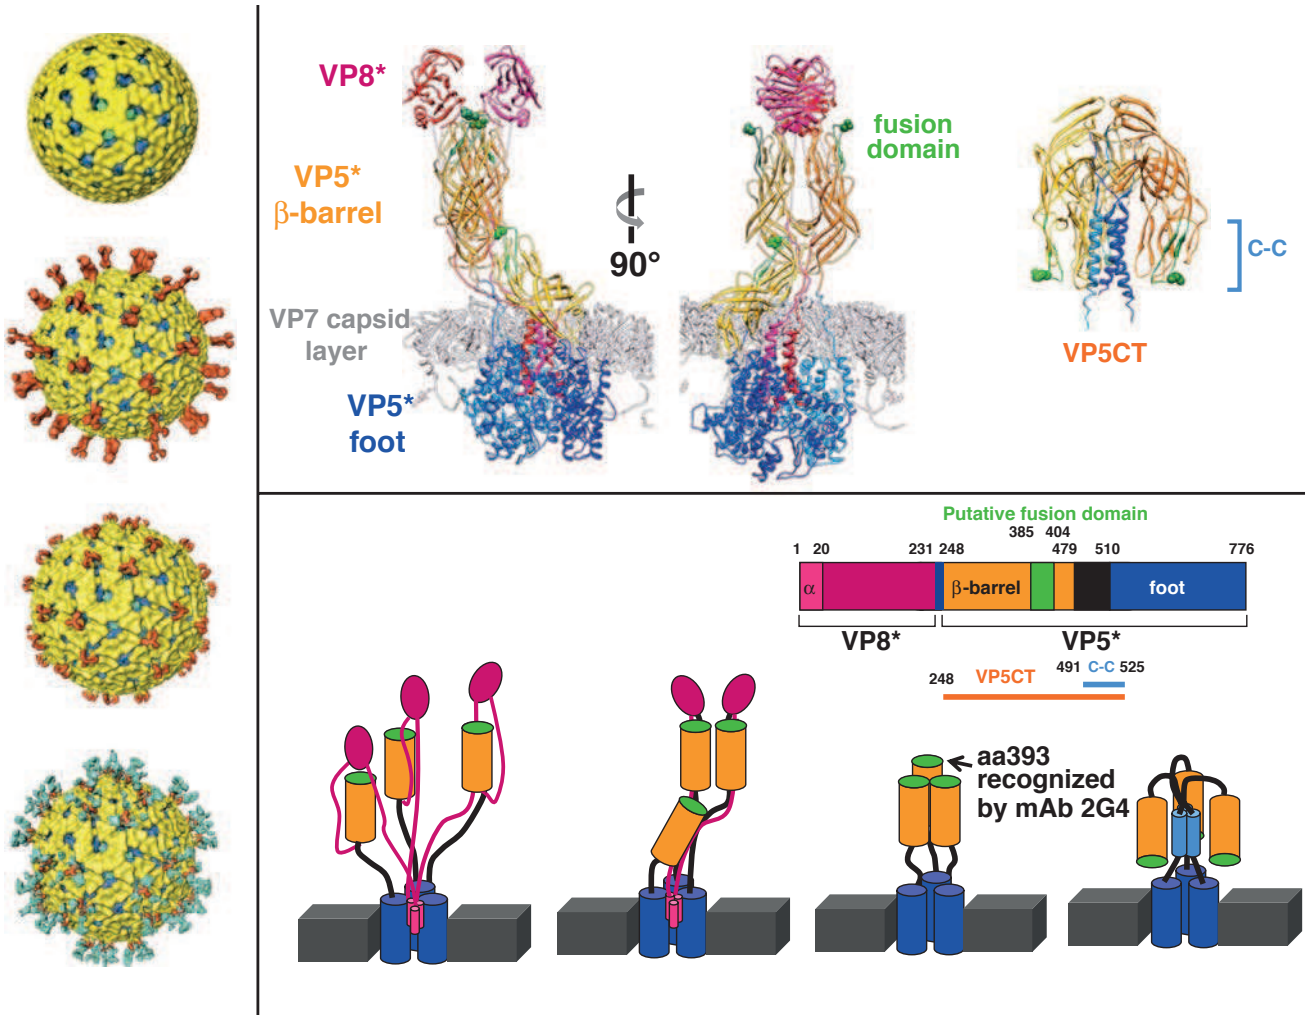 VP8*
fusion
domain
VP5*
β-barrel
90°
C-C
VP7 capsid
layer
VP5CT
VP5*
foot
Putative fusion domain
385 404
1 20 231 248 479 510 776
α β-barrel foot
VP8* VP5*
491 C-C 525
248 VP5CT
aa393
recognized
by mAb 2G4